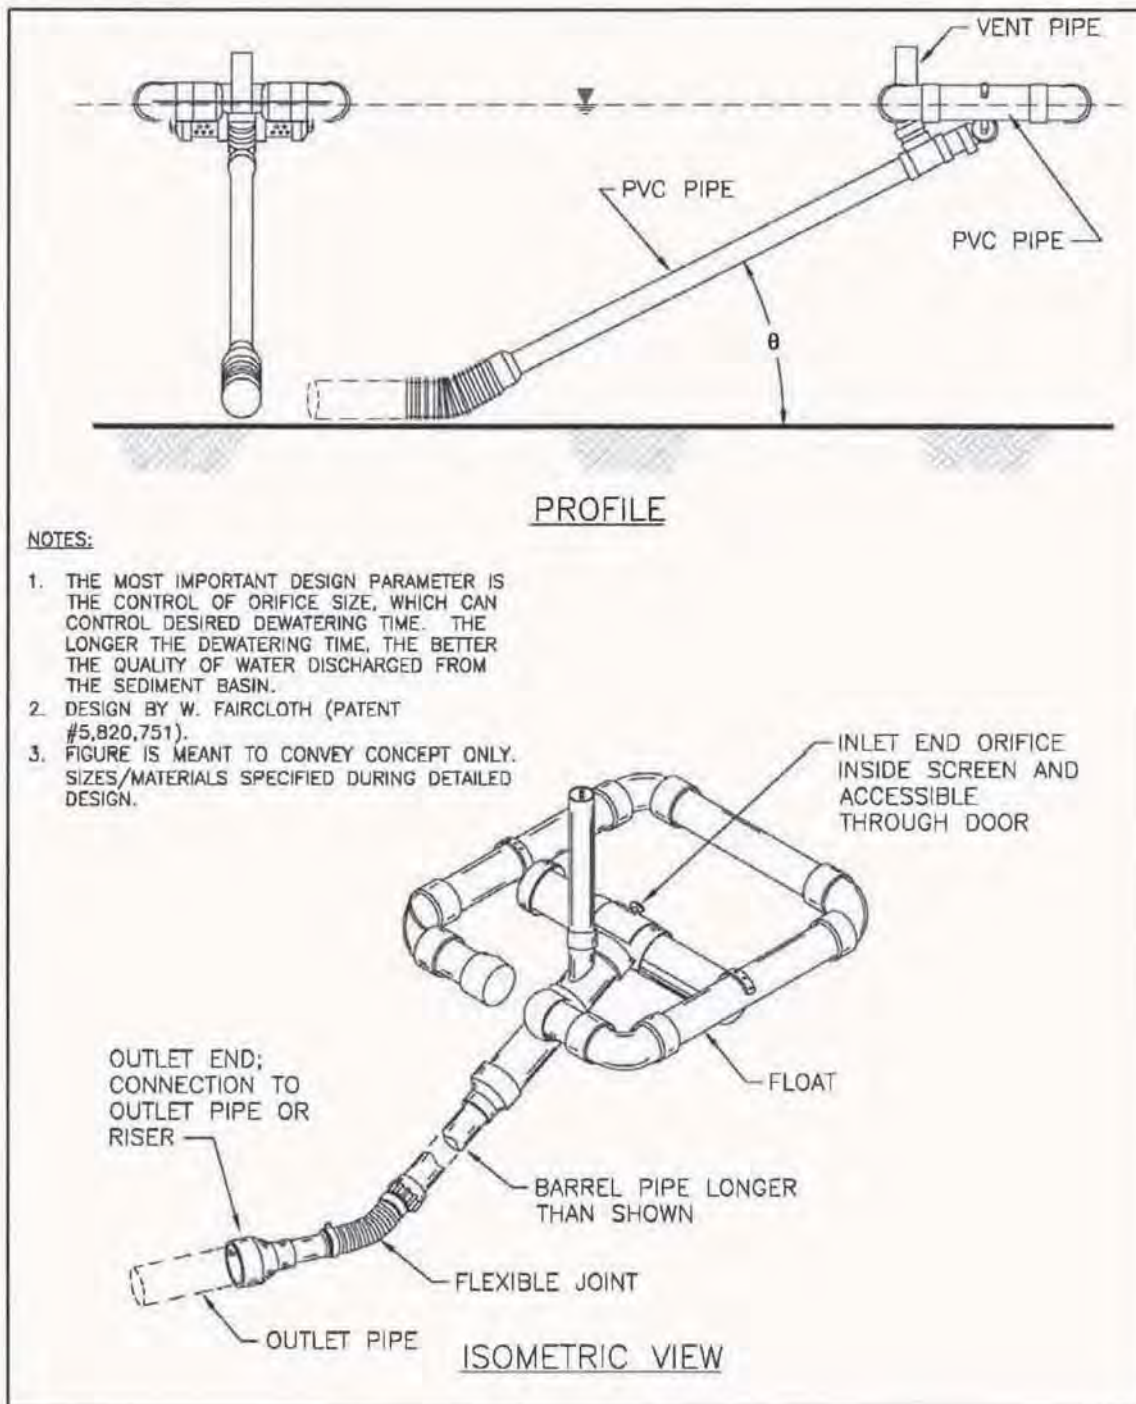 VENT PIPE
PVC PIPE
PVC PIPE
θ
PROFILE
NOTES:
1. THE MOST IMPORTANT DESIGN PARAMETER IS
THE CONTROL OF ORIFICE SIZE, WHICH CAN
CONTROL DESIRED DEWATERING TIME. THE
LONGER THE DEWATERING TIME, THE BETTER
THE QUALITY OF WATER DISCHARGED FROM
THE SEDIMENT BASIN.
2. DESIGN BY W. FAIRCLOTH (PATENT
#5,820,751).
3. FIGURE IS MEANT TO CONVEY CONCEPT ONLY.
SIZES/MATERIALS SPECIFIED DURING DETAILED
DESIGN.
INLET END ORIFICE
INSIDE SCREEN AND
ACCESSIBLE
THROUGH DOOR
FLOAT
OUTLET END;
CONNECTION TO
OUTLET PIPE OR
RISER
BARREL PIPE LONGER
THAN SHOWN
FLEXIBLE JOINT
OUTLET PIPE
ISOMETRIC VIEW